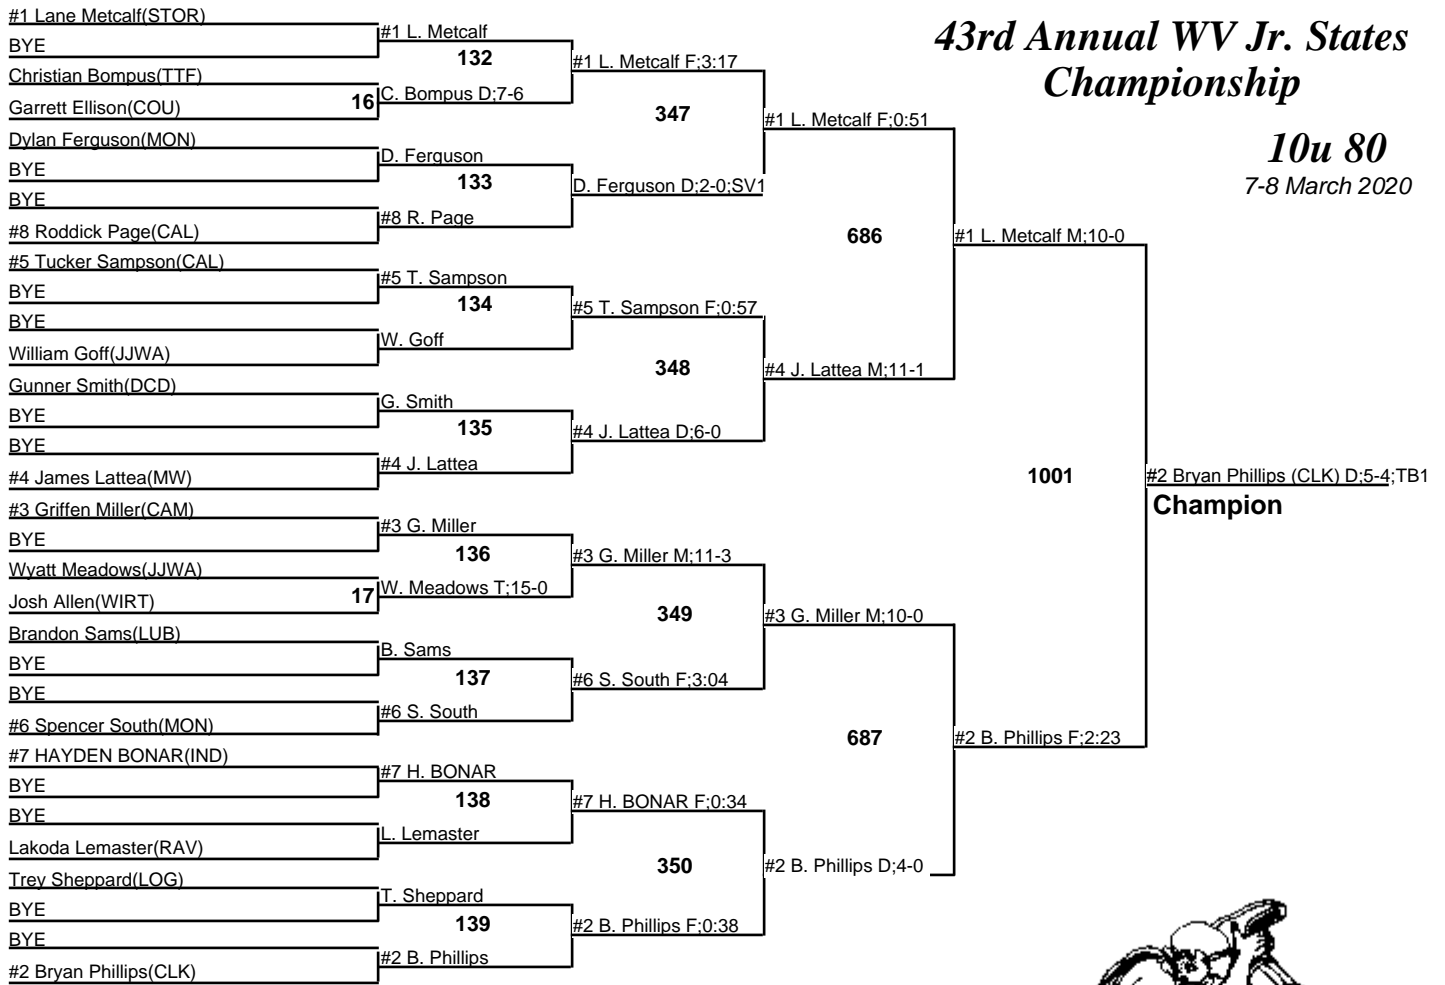 43rd Annual WV Jr. States
Championship
10u 80
7-8 March 2020
#1 Lane Metcalf(STOR)
BYE
Christian Bompus(TTF)
Garrett Ellison(COU)
Dylan Ferguson(MON)
BYE
BYE
#8 Roddick Page(CAL)
#5 Tucker Sampson(CAL)
BYE
BYE
William Goff(JJWA)
Gunner Smith(DCD)
BYE
BYE
#4 James Lattea(MW)
#3 Griffen Miller(CAM)
BYE
Wyatt Meadows(JJWA)
Josh Allen(WIRT)
Brandon Sams(LUB)
BYE
BYE
#6 Spencer South(MON)
#7 HAYDEN BONAR(IND)
BYE
BYE
Lakoda Lemaster(RAV)
Trey Sheppard(LOG)
BYE
BYE
#2 Bryan Phillips(CLK)
16
17
#1 L. Metcalf
132
C. Bompus D;7-6
D. Ferguson
133
#8 R. Page
#5 T. Sampson
134
W. Goff
G. Smith
135
#4 J. Lattea
#3 G. Miller
136
W. Meadows T;15-0
B. Sams
137
#6 S. South
#7 H. BONAR
138
L. Lemaster
T. Sheppard
139
#2 B. Phillips
#1 L. Metcalf F;3:17
347
D. Ferguson D;2-0;SV1
#5 T. Sampson F;0:57
348
#4 J. Lattea D;6-0
#3 G. Miller M;11-3
349
#6 S. South F;3:04
#7 H. BONAR F;0:34
350
#2 B. Phillips F;0:38
#1 L. Metcalf F;0:51
686
#4 J. Lattea M;11-1
#3 G. Miller M;10-0
687
#2 B. Phillips D;4-0
#1 L. Metcalf M;10-0
1001
#2 B. Phillips F;2:23
#2 Bryan Phillips (CLK) D;5-4;TB1
Champion